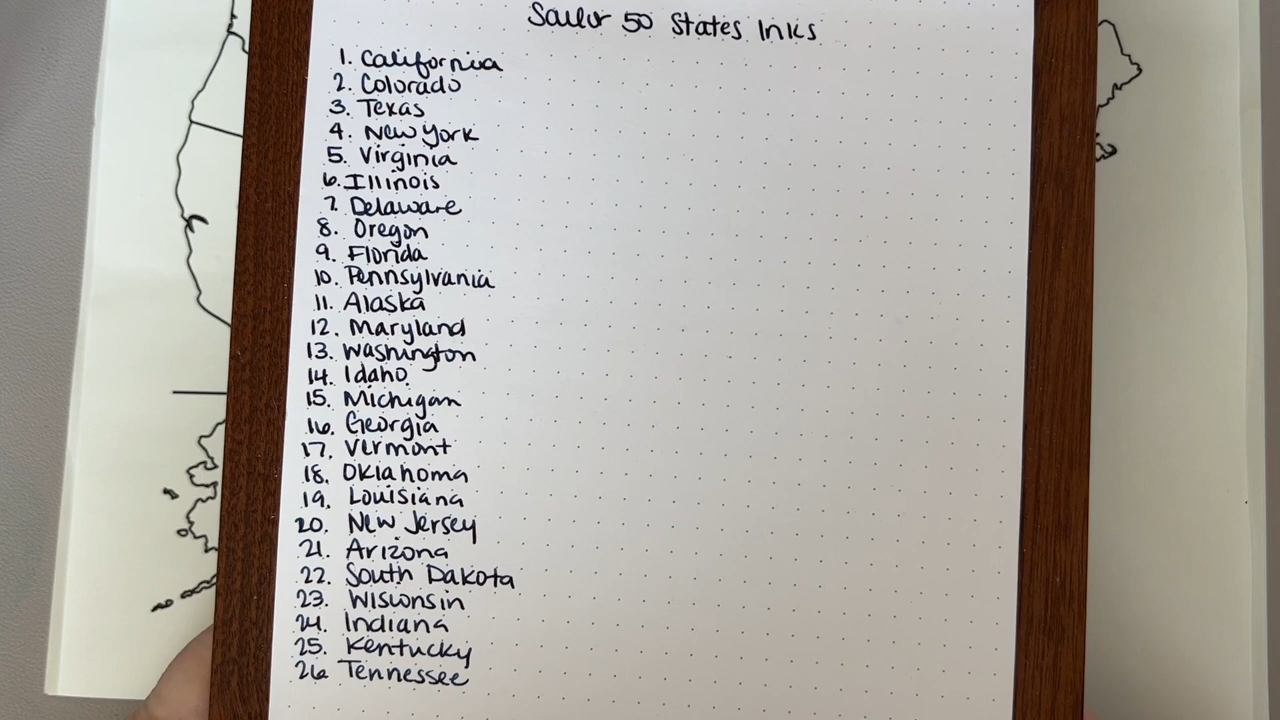 Sailor 50 States Inks
1. California
2. Colorado
3. Texas
4. New York
5. Virginia
6. Illinois
7. Delaware
8. Oregon
9. Florida
10. Pennsylvania
11. Alaska
12. Maryland
13. Washington
14. Idaho
15. Michigan
16. Georgia
17. Vermont
18. Oklahoma
19. Louisiana
20. New Jersey
21. Arizona
22. South Dakota
23. Wisconsin
24. Indiana
25. Kentucky
26 Tennessee